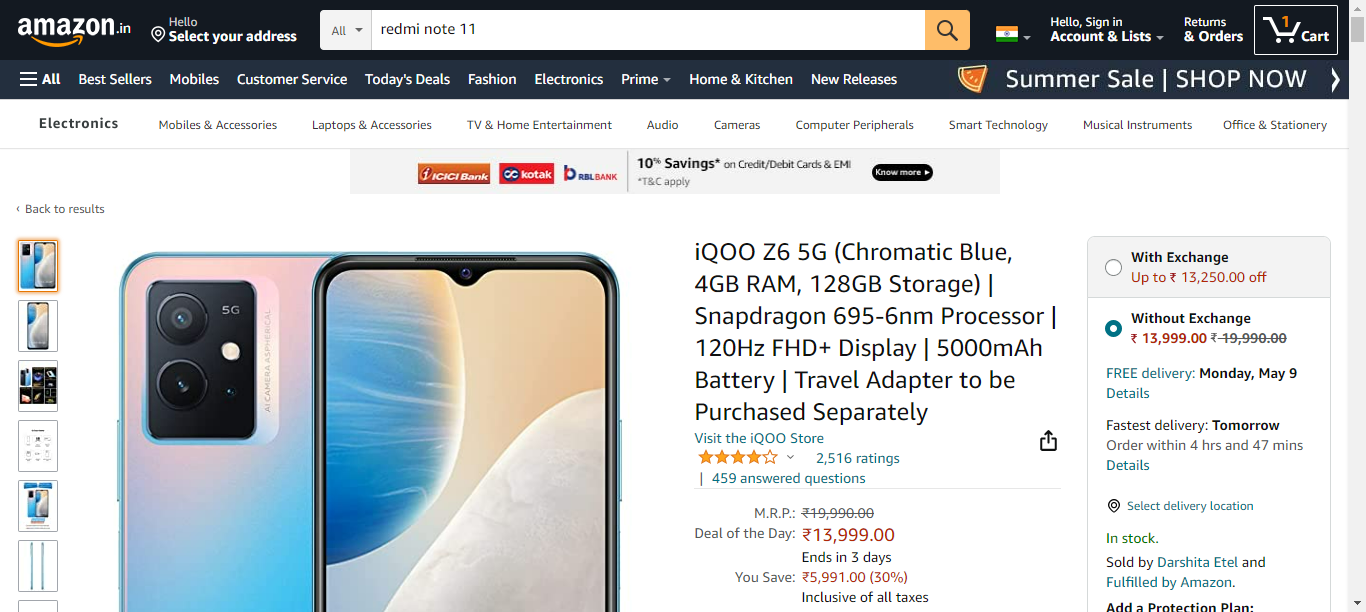 amazon.in
Hello
Select your address
All
redmi note 11
Hello, Sign in
Account & Lists
Returns
& Orders
1
Cart
All
Best Sellers
Mobiles
Customer Service
Today's Deals
Fashion
Electronics
Prime
Home & Kitchen
New Releases
Summer Sale | SHOP NOW
Electronics
Mobiles & Accessories
Laptops & Accessories
TV & Home Entertainment
Audio
Cameras
Computer Peripherals
Smart Technology
Musical Instruments
Office & Stationery
ICICI Bank
kotak
RBLBANK
10% Savings* on Credit/Debit Cards & EMI
*T&C apply
Know more
‹ Back to results
5G
AI CAMERA ASPHERICAL
iQOO Z6 5G (Chromatic Blue,
4GB RAM, 128GB Storage) |
Snapdragon 695-6nm Processor |
120Hz FHD+ Display | 5000mAh
Battery | Travel Adapter to be
Purchased Separately
Visit the iQOO Store
2,516 ratings
| 459 answered questions
M.R.P.: ₹19,990.00
Deal of the Day: ₹13,999.00
Ends in 3 days
You Save: ₹5,991.00 (30%)
Inclusive of all taxes
With Exchange
Up to ₹ 13,250.00 off
Without Exchange
₹ 13,999.00 ₹ 19,990.00
FREE delivery: Monday, May 9
Details
Fastest delivery: Tomorrow
Order within 4 hrs and 47 mins
Details
Select delivery location
In stock.
Sold by Darshita Etel and
Fulfilled by Amazon.
Add a Protection Plan: